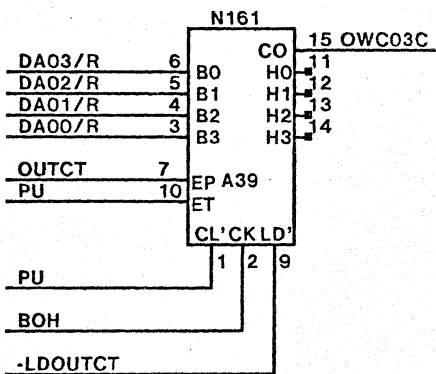 N161
CO 15 OWC03C
DA03/R 6 B0 H0 11
DA02/R 5 B1 H1 12
DA01/R 4 B2 H2 13
DA00/R 3 B3 H3 14
OUTCT 7 EP A39
PU 10 ET
CL' CK LD'
1 2 9
PU
BOH
-LDOUTCT